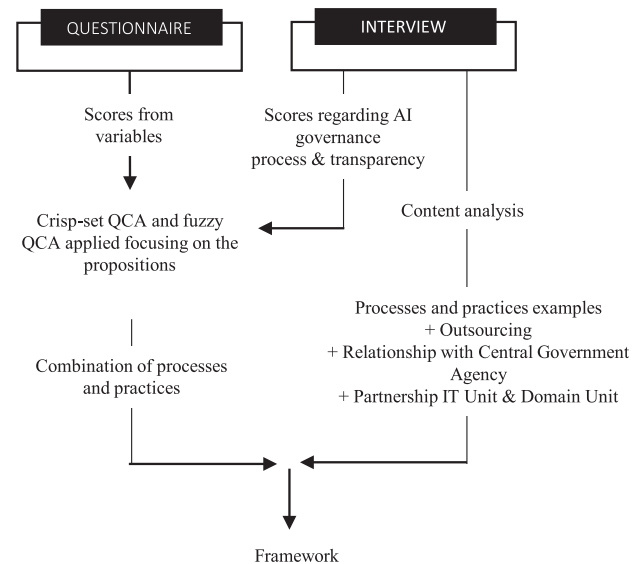 QUESTIONNAIRE
INTERVIEW
Scores from
variables
Scores regarding AI
governance
process & transparency
Crisp-set QCA and fuzzy
QCA applied focusing on the
propositions
Content analysis
Combination of processes
and practices
Processes and practices examples
+ Outsourcing
+ Relationship with Central Government
Agency
+ Partnership IT Unit & Domain Unit
Framework